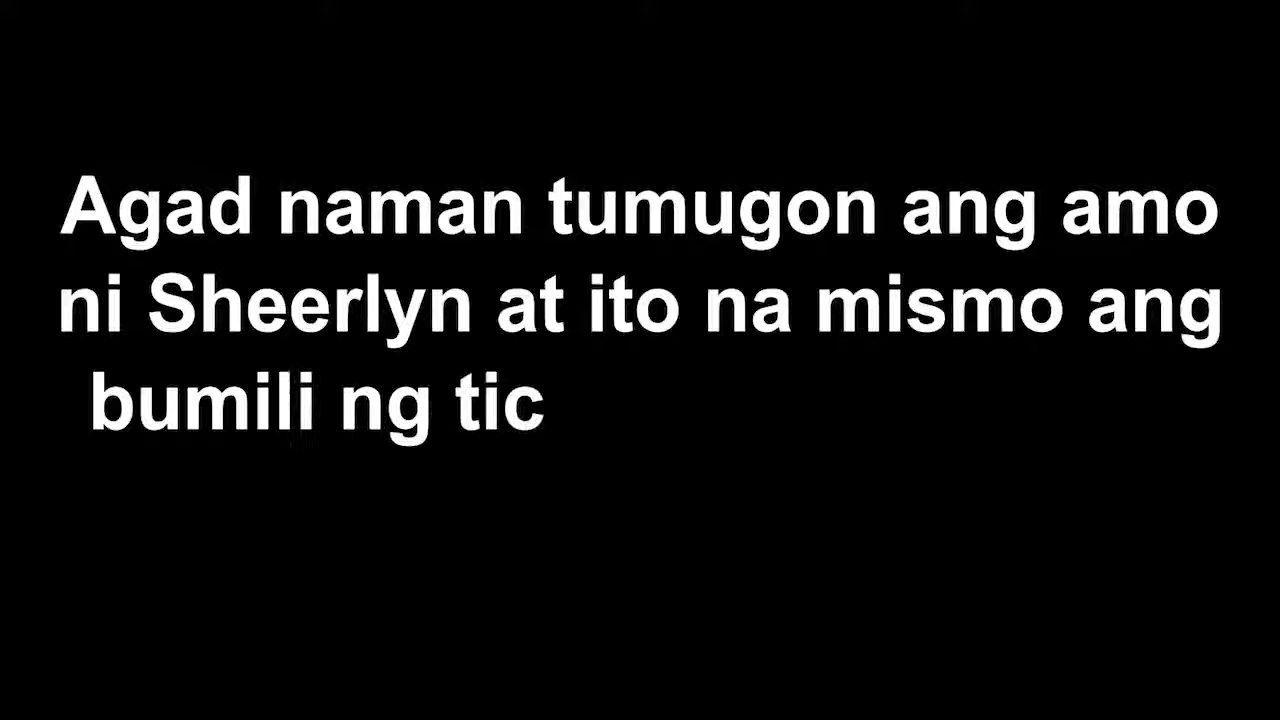 Agad naman tumugon ang amo
ni Sheerlyn at ito na mismo ang
bumili ng tic